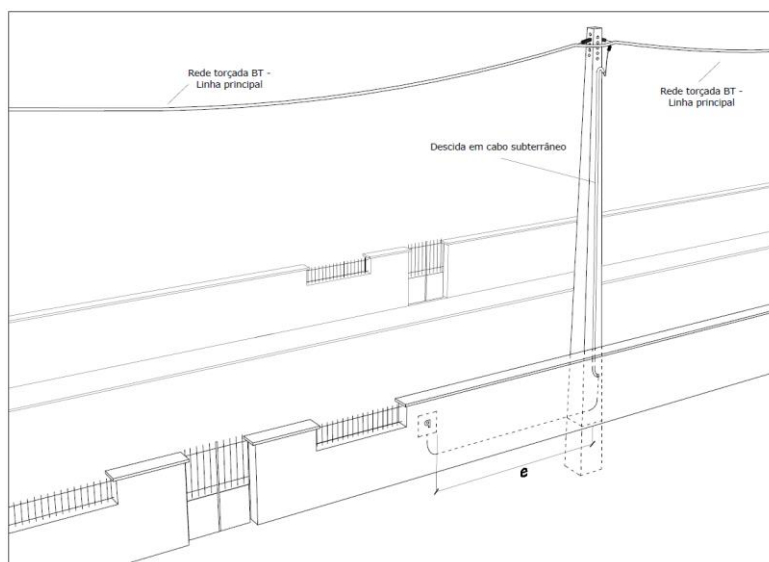 Rede torçada BT -
Linha principal
Rede torçada BT -
Linha principal
Descida em cabo subterrâneo
e